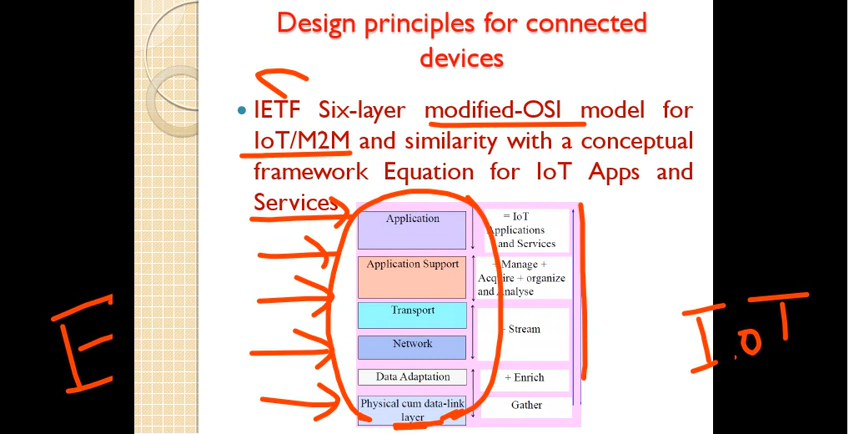 Design principles for connected
devices
• IETF Six-layer modified-OSI model for
IoT/M2M and similarity with a conceptual
framework Equation for IoT Apps and
Services
Application
= IoT
Applications
and Services
Application Support
+ Manage +
Acquire + organize
and Analyse
Transport
Network
+ Stream
Data Adaptation
+ Enrich
Physical cum data-link
layer
Gather
E
I.oT